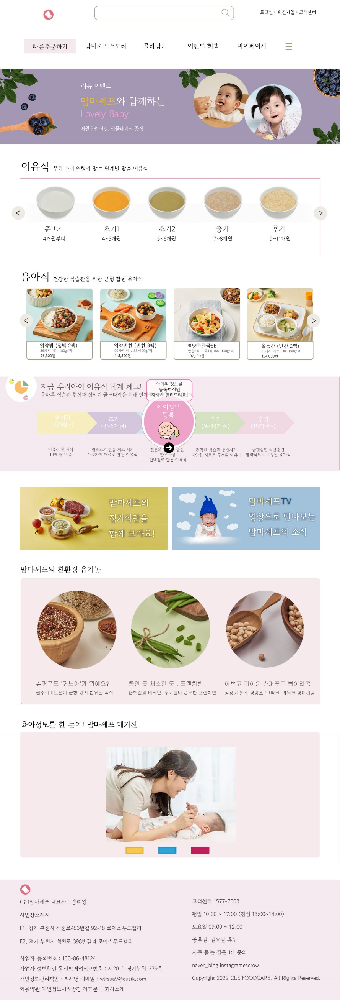 로그인 • 회원가입 • 고객센터
빠른주문하기
맘마셰프스토리
골라담기
이벤트 혜택
마이페이지
리뷰 이벤트
맘마셰프와 함께하는
Lovely Baby
매월 3명 선정, 선물패키지 증정
이유식 우리 아이 연령에 맞는 단계별 맞춤 이유식
<
>
준비기
4개월부터
초기1
4~5개월
초기2
5~6개월
중기
7~8개월
후기
9~11개월
유아식 건강한 식습관을 위한 균형 잡힌 유아식
<
>
영양밥 (덮밥 2팩)
36가지 메뉴 180g/팩
76,300원
영양반찬 (반찬 3팩)
90가지 메뉴 55~120g/팩
115,500원
영양찬찬국SET
반찬2팩 + 국1팩 100~130g/팩
107,100원
올특찬 (반찬 2팩)
32가지 메뉴 130~180g/팩
124,000원
지금 우리아이 이유식 단계 체크!
올바른 식습관 형성과 성장기 골드타임을 위해
아이의 정보를
등록하시면
자세히 알려드려요.
아이정보
등록
준비기
(4개월~)
초기
(4~6개월)
후기
(9~14개월)
후기
(15개월~)
이유식 첫 시작
10배 쌀 미음
알레르기 반응 체크 시기
1~2가지 재료로 만든 이유식
철분의 높은
한우사용
단백질로 만든 이유식
건강한 식습관 형성시기
다양한 재료로 구성된 이유식
균형잡힌 식단훈련
영약식으로 구성된 유아식
맘마셰프의
정기식단을
함께 보아요!
맘마셰프TV
영상으로 만나보는
맘마셰프의 소식
맘마셰프의 친환경 유기농
슈퍼푸드 '퀴노아'가 뭐예요?
필수아미노산이 균형 있게 함유된 곡식
콩인 듯 채소인 듯 , 프렌치빈
단백질과 비타민, 무기질이 풍부한 프렌치빈
예쁘고 귀여운 슈퍼푸드 병아리콩
성장기 필수 영양소 '단백질' 가득한 병아리콩
육아정보를 한 눈에! 맘마셰프 매거진
(주)맘마셰프 대표자 : 송혜영
사업장소재지
F1. 경기 부천시 석천로453번길 92-18 로에스푸드밸리
F2. 경기 부천시 석천로 398번길 4 로에스푸드밸리
사업자 등록번호 : 130-86-48124
사업자 정보확인 통신판매업신고번호 : 제2010-경기부천-379호
개인정보관리책임 : 최서영 이메일 : wlrsua9@eusik.com
이용약관 개인정보처리방침 제휴문의 회사소개
고객센터 1577-7003
평일 10:00 ~ 17:00 (점심 13:00~14:00)
토요일 09:00 ~ 12:00
공휴일, 일요일 휴무
자주 묻는 질문 1:1 문의
naver_blog instagramescrow
Copyright 2022 CLE FOODCARE. All Rights Reserved.